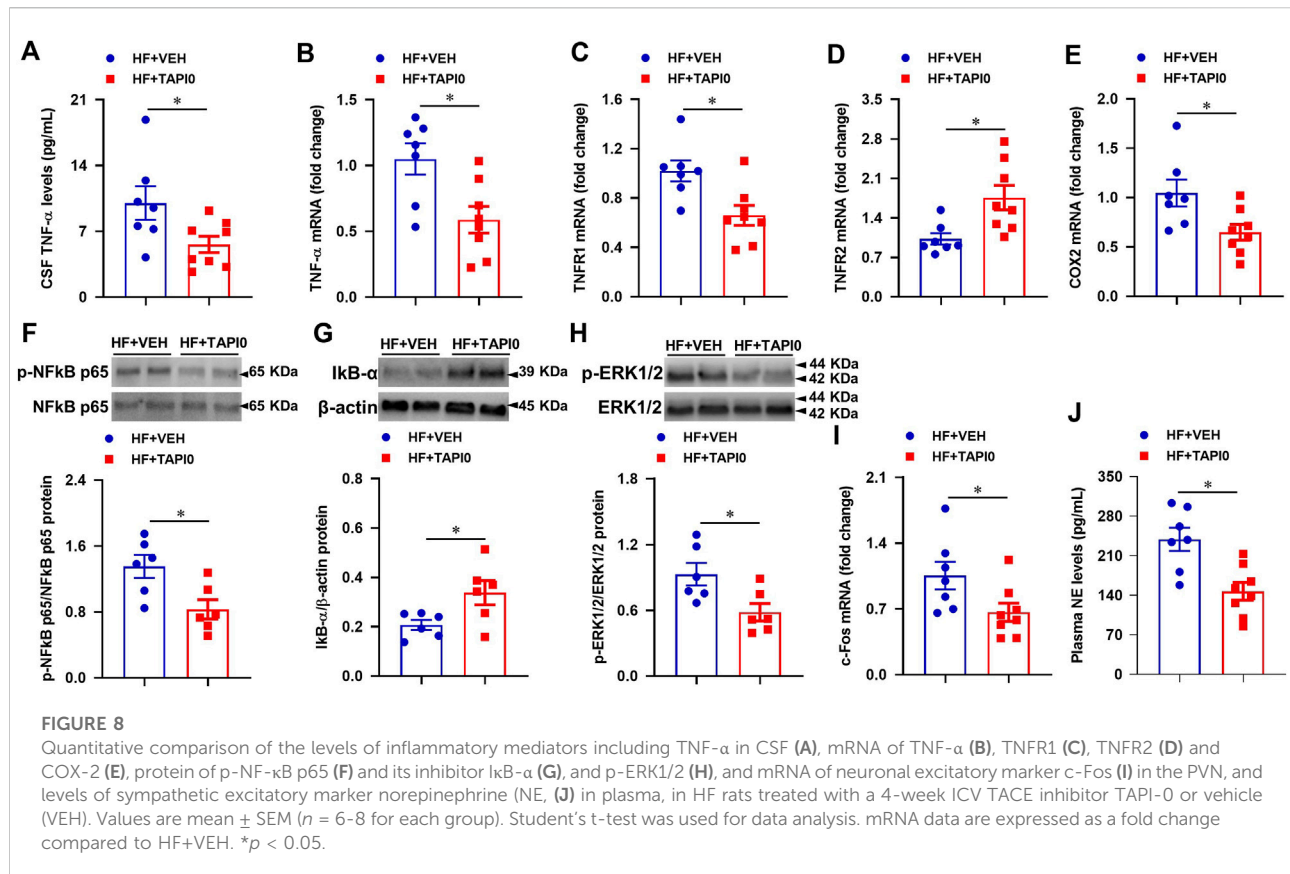 A
HF+VEH
HF+TAPI0
CSF TNF-α levels (pg/mL)
21
14
7
0
*
B
HF+VEH
HF+TAPI0
TNF-α mRNA (fold change)
1.5
1.0
0.5
0.0
*
C
HF+VEH
HF+TAPI0
TNFR1 mRNA (fold change)
1.6
1.2
0.8
0.4
0.0
*
D
HF+VEH
HF+TAPI0
TNFR2 mRNA (fold change)
3.5
2.8
2.1
1.4
0.7
0.0
*
E
HF+VEH
HF+TAPI0
COX2 mRNA (fold change)
2.0
1.5
1.0
0.5
0.0
*
F
HF+VEH HF+TAPI0
p-NFkB p65 65 KDa
NFkB p65 65 KDa
HF+VEH
HF+TAPI0
p-NFkB p65/NFkB p65 protein
2.4
1.6
0.8
0.0
*
G
HF+VEH HF+TAPI0
IkB-α 39 KDa
β-actin 45 KDa
HF+VEH
HF+TAPI0
IkB-α/β-actin protein
0.8
0.6
0.4
0.2
0.0
*
H
HF+VEH HF+TAPI0
p-ERK1/2 44 KDa
42 KDa
ERK1/2 44 KDa
42 KDa
HF+VEH
HF+TAPI0
p-ERK1/2/ERK1/2 protein
1.2
0.9
0.6
0.3
0.0
*
I
HF+VEH
HF+TAPI0
c-Fos mRNA (fold change)
2.1
1.4
0.7
0.0
*
J
HF+VEH
HF+TAPI0
Plasma NE levels (pg/mL)
350
280
210
140
70
0
*
FIGURE 8
Quantitative comparison of the levels of inflammatory mediators including TNF-α in CSF (A), mRNA of TNF-α (B), TNFR1 (C), TNFR2 (D) and
COX-2 (E), protein of p-NF-κB p65 (F) and its inhibitor IκB-α (G), and p-ERK1/2 (H), and mRNA of neuronal excitatory marker c-Fos (I) in the PVN, and
levels of sympathetic excitatory marker norepinephrine (NE, (J) in plasma, in HF rats treated with a 4-week ICV TACE inhibitor TAPI-0 or vehicle
(VEH). Values are mean ± SEM (n = 6-8 for each group). Student's t-test was used for data analysis. mRNA data are expressed as a fold change
compared to HF+VEH. *p < 0.05.